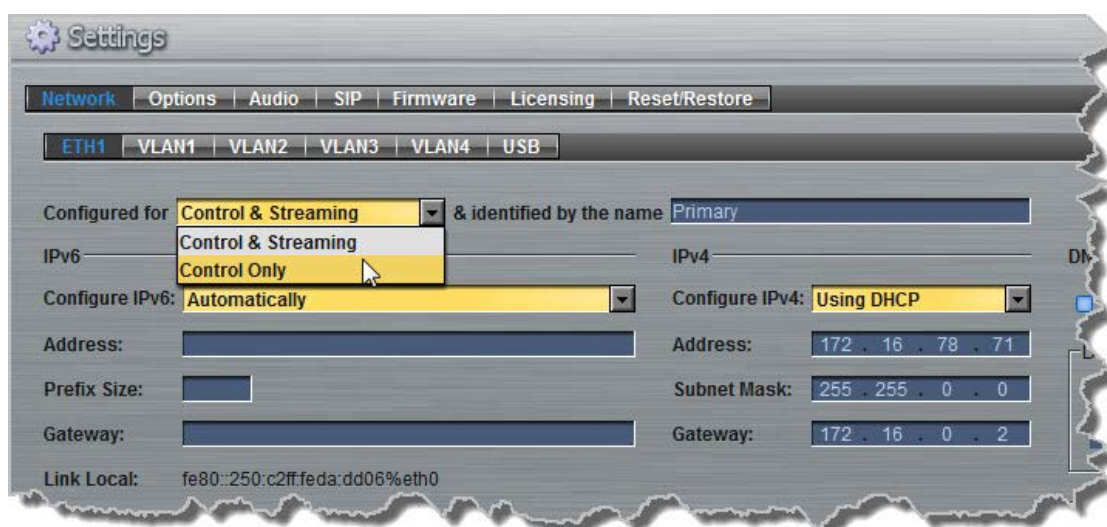 Settings
Network Options Audio SIP Firmware Licensing Reset/Restore
ETH1 VLAN1 VLAN2 VLAN3 VLAN4 USB
Configured for Control & Streaming & identified by the name Primary
Control & Streaming
Control Only
IPv6 IPv4
Configure IPv6: Automatically Configure IPv4: Using DHCP
Address: Address: 172 . 16 . 78 . 71
Prefix Size: Subnet Mask: 255 . 255 . 0 . 0
Gateway: Gateway: 172 . 16 . 0 . 2
Link Local: fe80::250:c2ff:feda:dd06%eth0